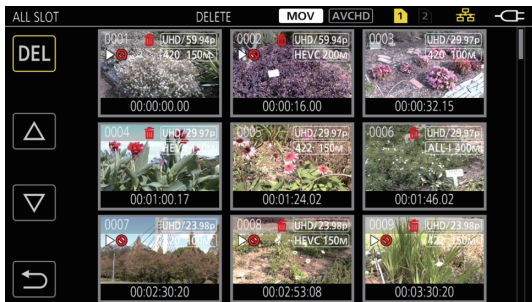 ALL SLOT DELETE MOV AVCHD 1 2
DEL
0001 UHD/59.94p
420 150M
00:00:00.00
0002 UHD/59.94p
HEVC 200M
00:00:16.00
0003 UHD/29.97p
420 100M
00:00:32.15
0004 UHD/29.97p
HEVC
00:01:00.17
0005 UHD/29.97p
422 150M
00:01:24.02
0006 UHD/29.97p
ALL-I 400M
00:01:46.02
0007 UHD/23.98p
420 100M
00:02:30:20
0008 UHD/23.98p
HEVC 150M
00:02:53:08
0009 UHD/23.98p
422 150M
00:03:30:20